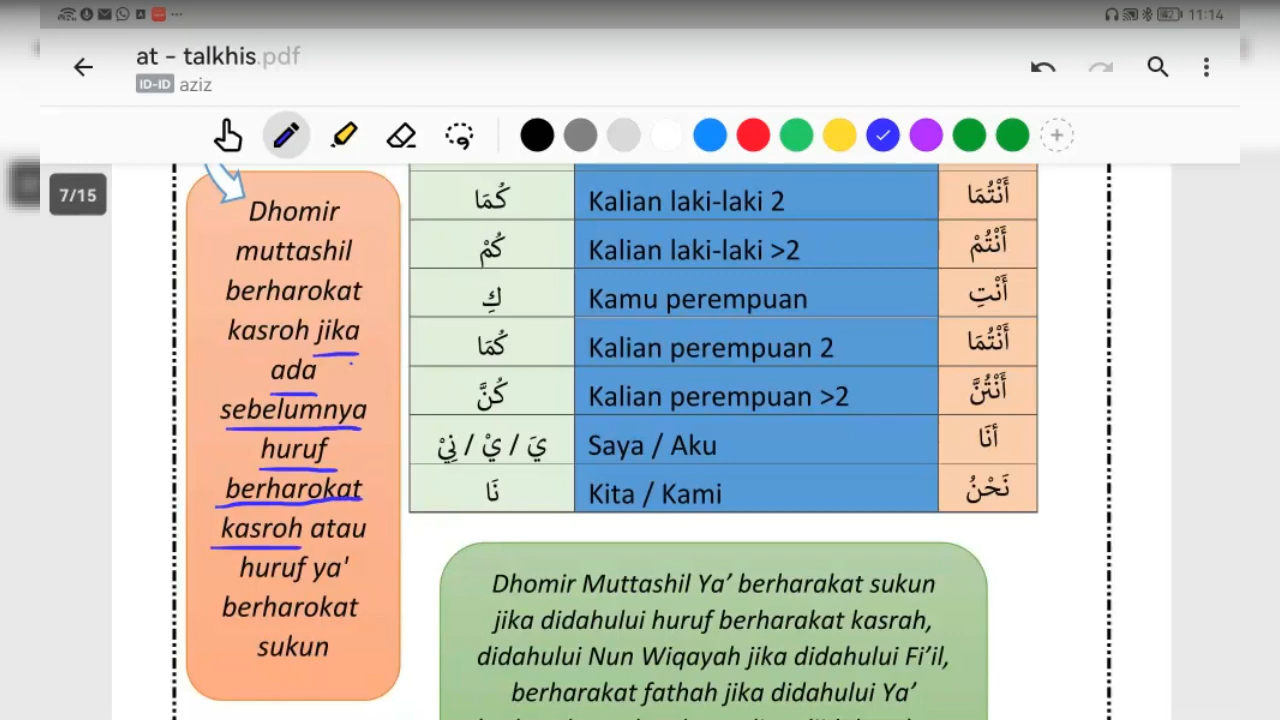 11:14
at - talkhis.pdf
ID-ID aziz
7/15
Dhomir
muttashil
berharokat
kasroh jika
ada
sebelumnya
huruf
berharokat
kasroh atau
huruf ya'
berharokat
sukun
كُمَا Kalian laki-laki 2 أَنْتُمَا
كُمْ Kalian laki-laki >2 أَنْتُمْ
كِ Kamu perempuan أَنْتِ
كُمَا Kalian perempuan 2 أَنْتُمَا
كُنَّ Kalian perempuan >2 أَنْتُنَّ
يَ / يْ / نِيْ Saya / Aku أنَا
نَا Kita / Kami نَحْنُ
Dhomir Muttashil Ya’ berharakat sukun
jika didahului huruf berharakat kasrah,
didahului Nun Wiqayah jika didahului Fi’il,
berharakat fathah jika didahului Ya’